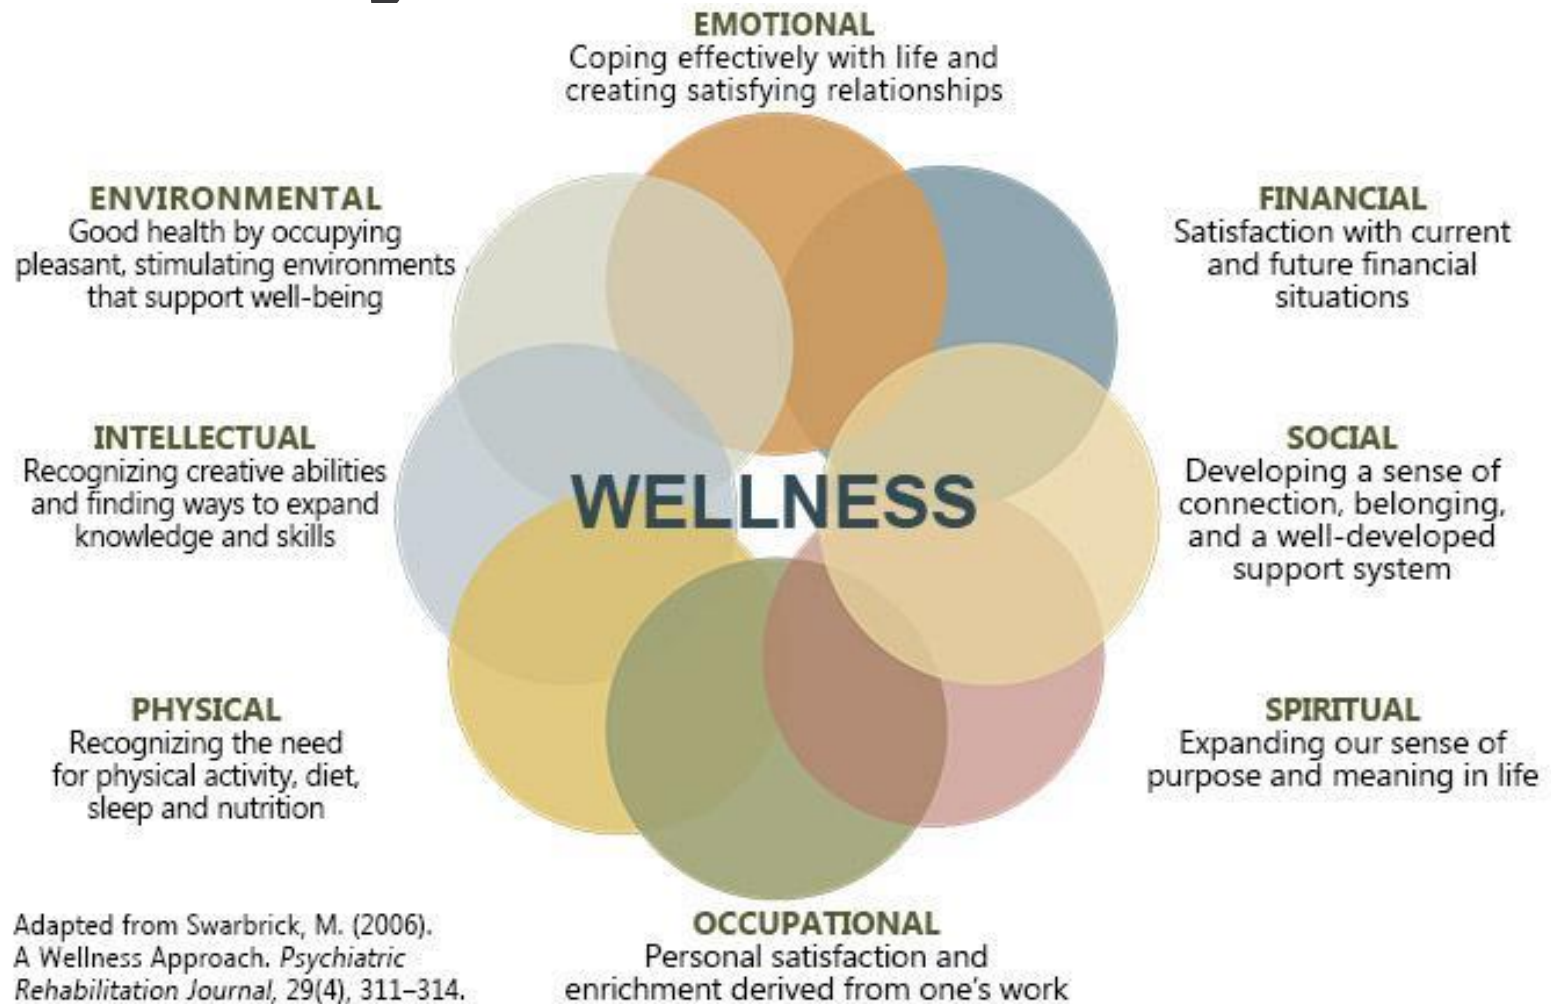 EMOTIONAL
Coping effectively with life and
creating satisfying relationships
ENVIRONMENTAL
Good health by occupying
pleasant, stimulating environments
that support well-being
FINANCIAL
Satisfaction with current
and future financial
situations
INTELLECTUAL
Recognizing creative abilities
and finding ways to expand
knowledge and skills
WELLNESS
SOCIAL
Developing a sense of
connection, belonging,
and a well-developed
support system
PHYSICAL
Recognizing the need
for physical activity, diet,
sleep and nutrition
SPIRITUAL
Expanding our sense of
purpose and meaning in life
OCCUPATIONAL
Personal satisfaction and
enrichment derived from one's work
Adapted from Swarbrick, M. (2006).
A Wellness Approach. Psychiatric
Rehabilitation Journal, 29(4), 311–314.